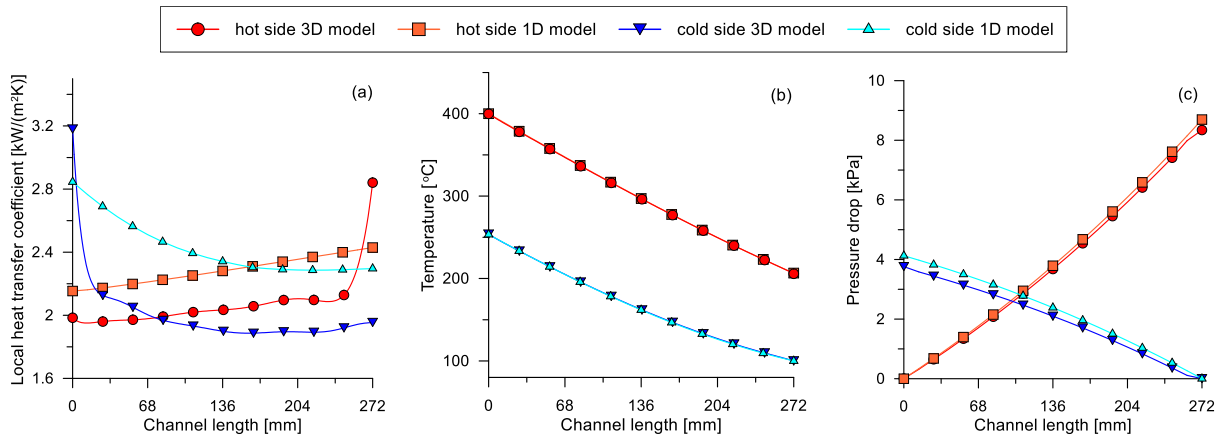 hot side 3D model
hot side 1D model
cold side 3D model
cold side 1D model
(a)
Local heat transfer coefficient [kW/(m²K)]
3.2
2.8
2.4
2
1.6
0
68
136
204
272
Channel length [mm]
(b)
Temperature [°C]
400
300
200
100
0
68
136
204
272
Channel length [mm]
(c)
Pressure drop [kPa]
10
8
6
4
2
0
0
68
136
204
272
Channel length [mm]